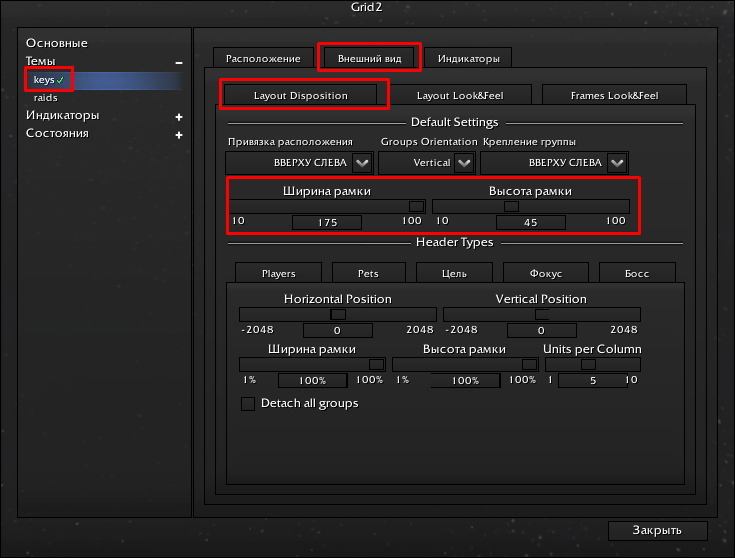 Grid2
Основные
Темы
keys
raids
Индикаторы
Состояния
Расположение Внешний вид Индикаторы
Layout Disposition Layout Look&Feel Frames Look&Feel
Default Settings
Привязка расположения Groups Orientation Крепление группы
ВВЕРХУ СЛЕВА Vertical ВВЕРХУ СЛЕВА
Ширина рамки Высота рамки
10 175 100 10 45 100
Header Types
Players Pets Цель Фокус Босс
Horizontal Position Vertical Position
-2048 0 2048 -2048 0 2048
Ширина рамки Высота рамки Units per Column
1% 100% 100% 1% 100% 100% 1 5 10
Detach all groups
Закрыть